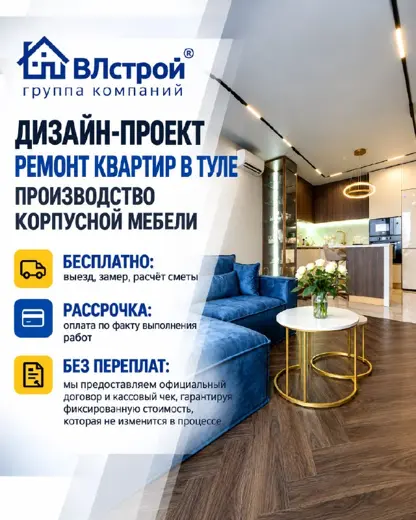 ВЛстрой®
группа компаний
ДИЗАЙН-ПРОЕКТ
РЕМОНТ КВАРТИР В ТУЛЕ
ПРОИЗВОДСТВО
КОРПУСНОЙ МЕБЕЛИ
БЕСПЛАТНО:
выезд, замер, расчёт сметы
РАССРОЧКА:
оплата по факту выполнения
работ
БЕЗ ПЕРЕПЛАТ:
мы предоставляем официальный
договор и кассовый чек, гарантируя
фиксированную стоимость,
которая не изменится в процессе